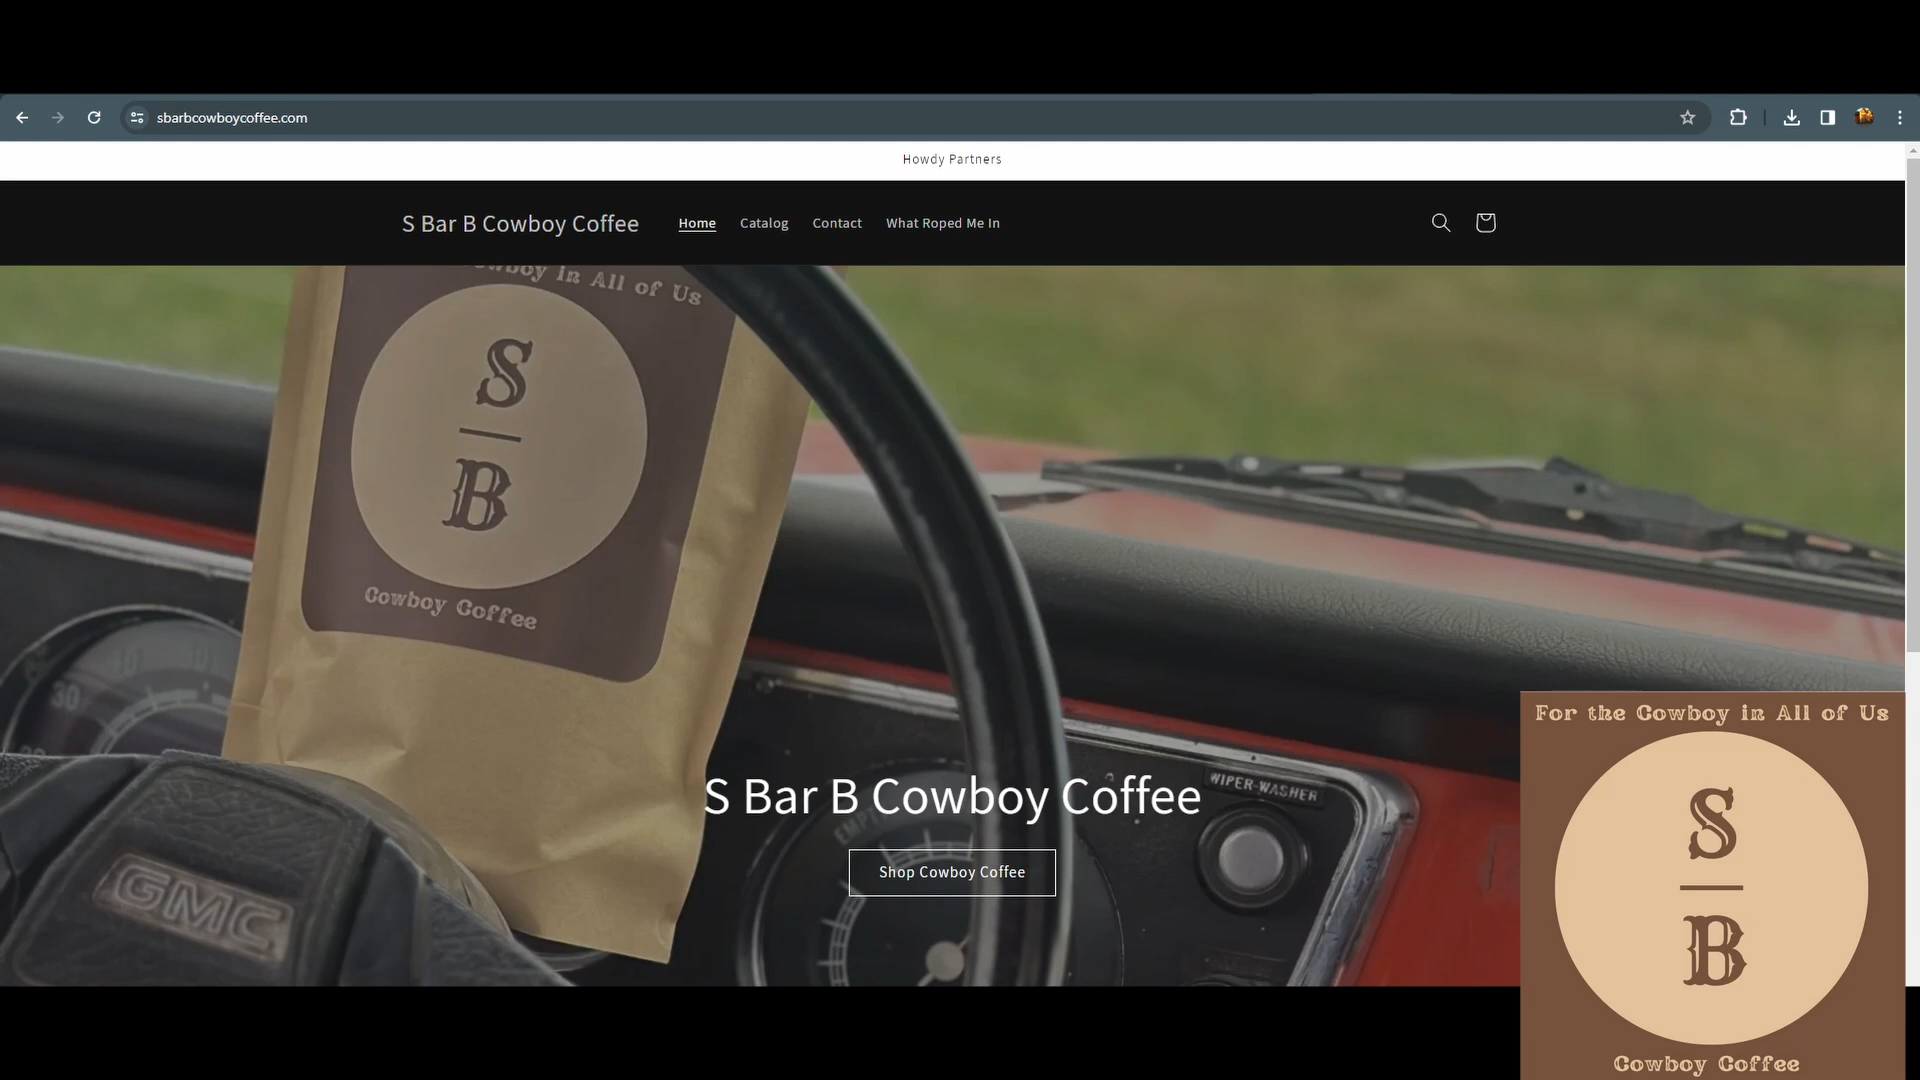 sbarbcowboycoffee.com
Howdy Partners
S Bar B Cowboy Coffee
Home
Catalog
Contact
What Roped Me In
Cowboy in All of Us
S
B
Cowboy Coffee
30
WIPER-WASHER
S Bar B Cowboy Coffee
Shop Cowboy Coffee
GMC
For the Cowboy in All of Us
S
B
Cowboy Coffee